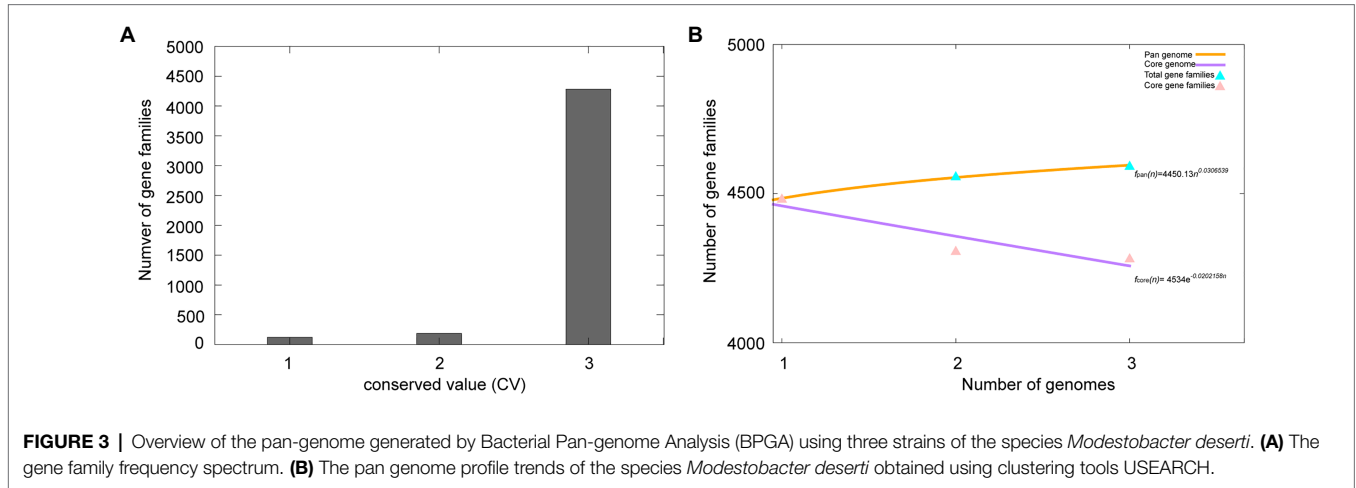 A
5000
4500
4000
3500
3000
2500
2000
1500
1000
500
0
Numver of gene families
1 2 3
conserved value (CV)
B
5000
4500
4000
Number of gene families
Pan genome
Core genome
Total gene families
Core gene families
fpan(n)=4450.13n^0.0306539
fcore(n)= 4534e^-0.0202158n
1 2 3
Number of genomes
FIGURE 3 | Overview of the pan-genome generated by Bacterial Pan-genome Analysis (BPGA) using three strains of the species Modestobacter deserti. (A) The
gene family frequency spectrum. (B) The pan genome profile trends of the species Modestobacter deserti obtained using clustering tools USEARCH.